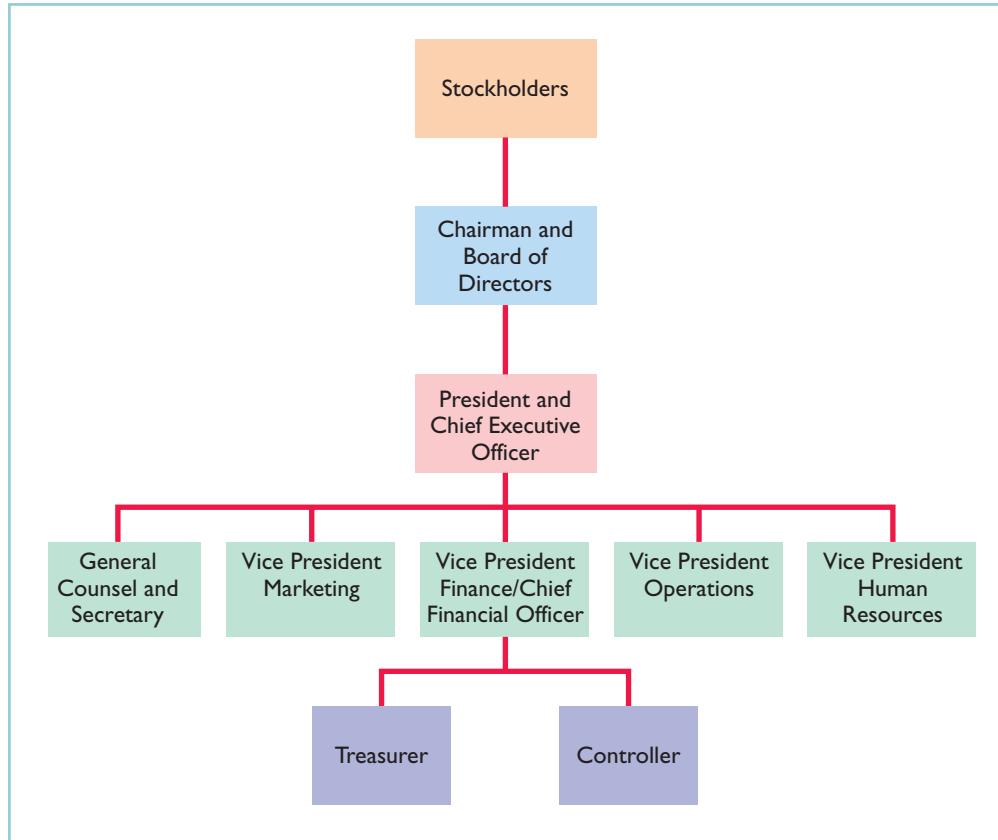 Stockholders
Chairman and
Board of
Directors
President and
Chief Executive
Officer
General
Counsel and
Secretary
Vice President
Marketing
Vice President
Finance/Chief
Financial Officer
Vice President
Operations
Vice President
Human
Resources
Treasurer
Controller